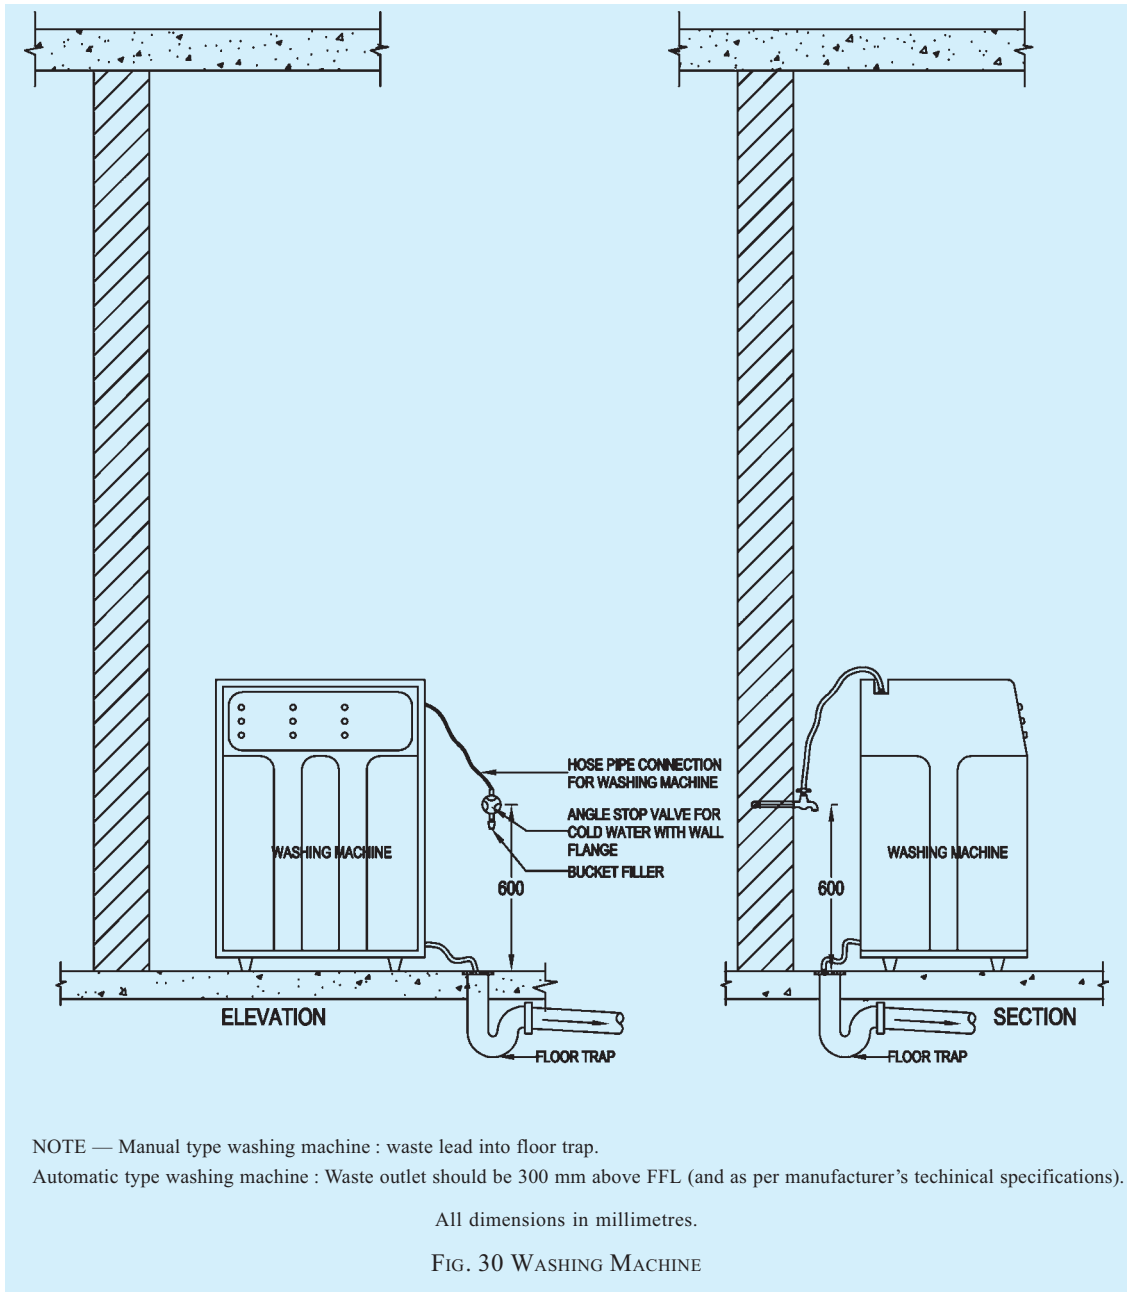 HOSE PIPE CONNECTION
FOR WASHING MACHINE
ANGLE STOP VALVE FOR
COLD WATER WITH WALL
FLANGE
BUCKET FILLER
WASHING MACHINE
600
ELEVATION
FLOOR TRAP
WASHING MACHINE
600
SECTION
FLOOR TRAP
NOTE — Manual type washing machine : waste lead into floor trap.
Automatic type washing machine : Waste outlet should be 300 mm above FFL (and as per manufacturer’s techinical specifications).
All dimensions in millimetres.
FIG. 30 WASHING MACHINE